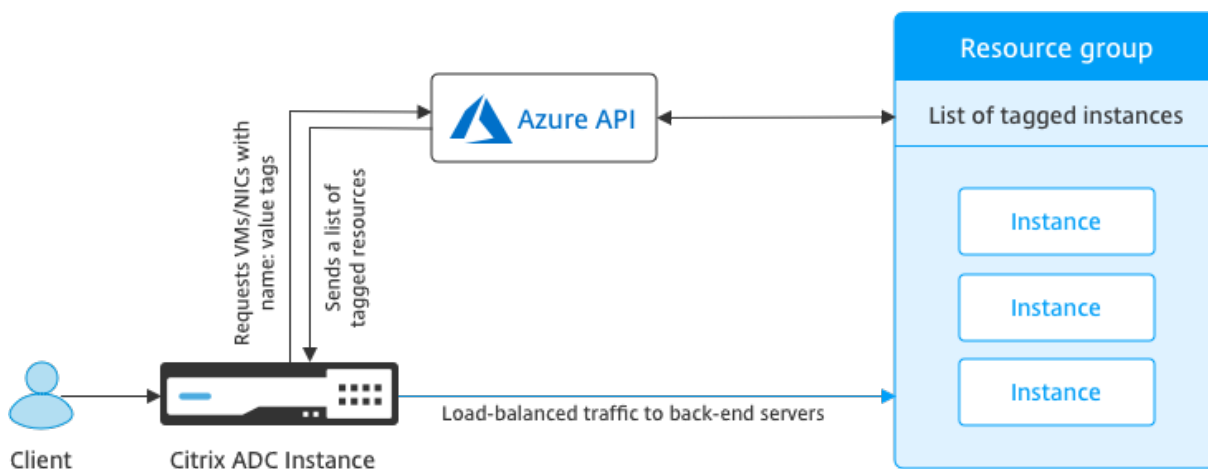 Resource group
List of tagged instances
Instance
Instance
Instance
Azure API
Requests VMs/NICs with
name: value tags
Sends a list of
tagged resources
Load-balanced traffic to back-end servers
Client
Citrix ADC Instance